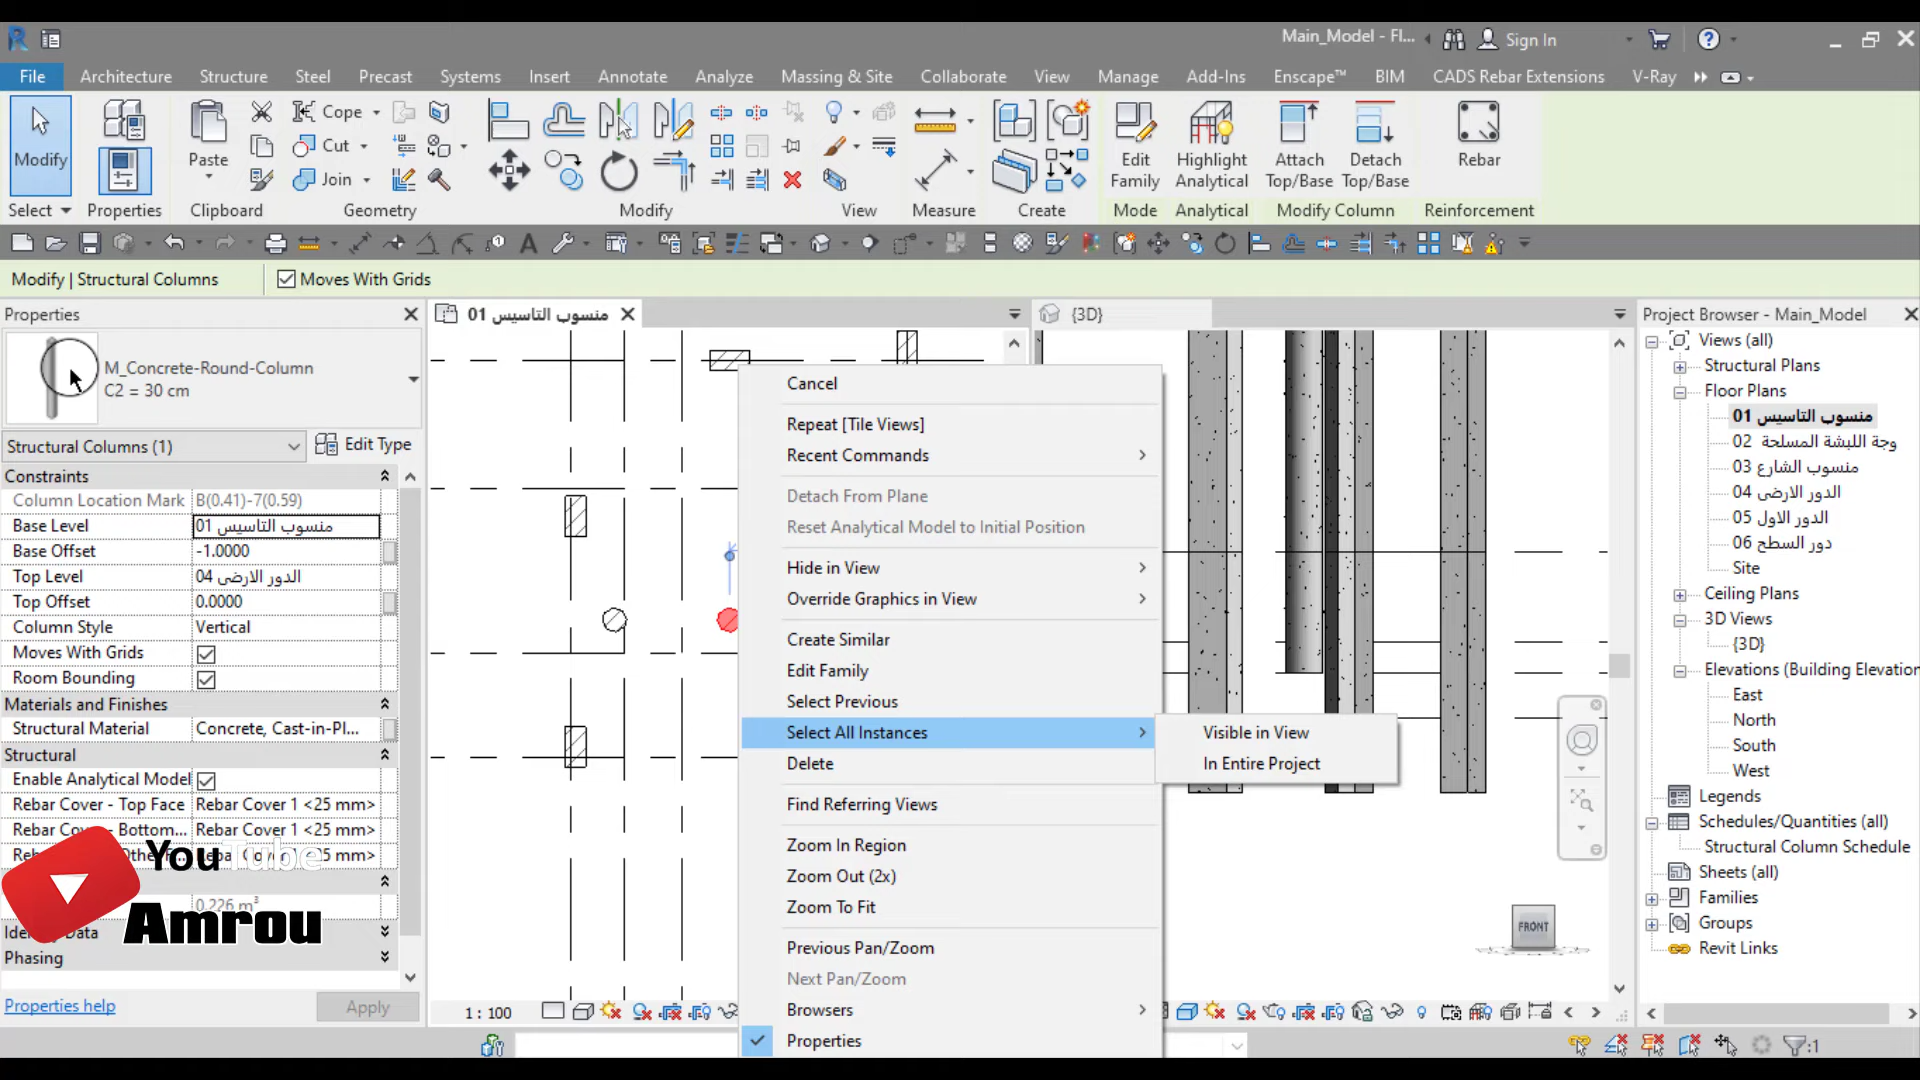 Main_Model - Fl...
Sign In
File
Architecture
Structure
Steel
Precast
Systems
Insert
Annotate
Analyze
Massing & Site
Collaborate
View
Manage
Add-Ins
Enscape™
BIM
CADS Rebar Extensions
V-Ray
Modify
Paste
Cope
Cut
Join
Edit
Family
Highlight
Analytical
Attach
Top/Base
Detach
Top/Base
Rebar
Select
Properties
Clipboard
Geometry
Modify
View
Measure
Create
Mode
Analytical
Modify Column
Reinforcement
Modify | Structural Columns
Moves With Grids
Properties
M_Concrete-Round-Column
C2 = 30 cm
Structural Columns (1)
Edit Type
Constraints
Column Location Mark
B(0.41)-7(0.59)
Base Level
01 منسوب التاسيس
Base Offset
-1.0000
Top Level
04 الدور الارضى
Top Offset
0.0000
Column Style
Vertical
Moves With Grids
Room Bounding
Materials and Finishes
Structural Material
Concrete, Cast-in-Pl...
Structural
Enable Analytical Model
Rebar Cover - Top Face
Rebar Cover 1 <25 mm>
Rebar Cover - Bottom...
Rebar Cover 1 <25 mm>
0.226 m³
Phasing
Properties help
Apply
YouTube
Amrou
01 منسوب التاسيس
{3D}
Cancel
Repeat [Tile Views]
Recent Commands
Detach From Plane
Reset Analytical Model to Initial Position
Hide in View
Override Graphics in View
Create Similar
Edit Family
Select Previous
Select All Instances
Visible in View
In Entire Project
Delete
Find Referring Views
Zoom In Region
Zoom Out (2x)
Zoom To Fit
Previous Pan/Zoom
Next Pan/Zoom
Browsers
Properties
1 : 100
FRONT
Project Browser - Main_Model
Views (all)
Structural Plans
Floor Plans
01 منسوب التاسيس
02 وجة اللبشة المسلحة
03 منسوب الشارع
04 الدور الارضى
05 الدور الاول
06 دور السطح
Site
Ceiling Plans
3D Views
{3D}
Elevations (Building Elevation
East
North
South
West
Legends
Schedules/Quantities (all)
Structural Column Schedule
Sheets (all)
Families
Groups
Revit Links
:1